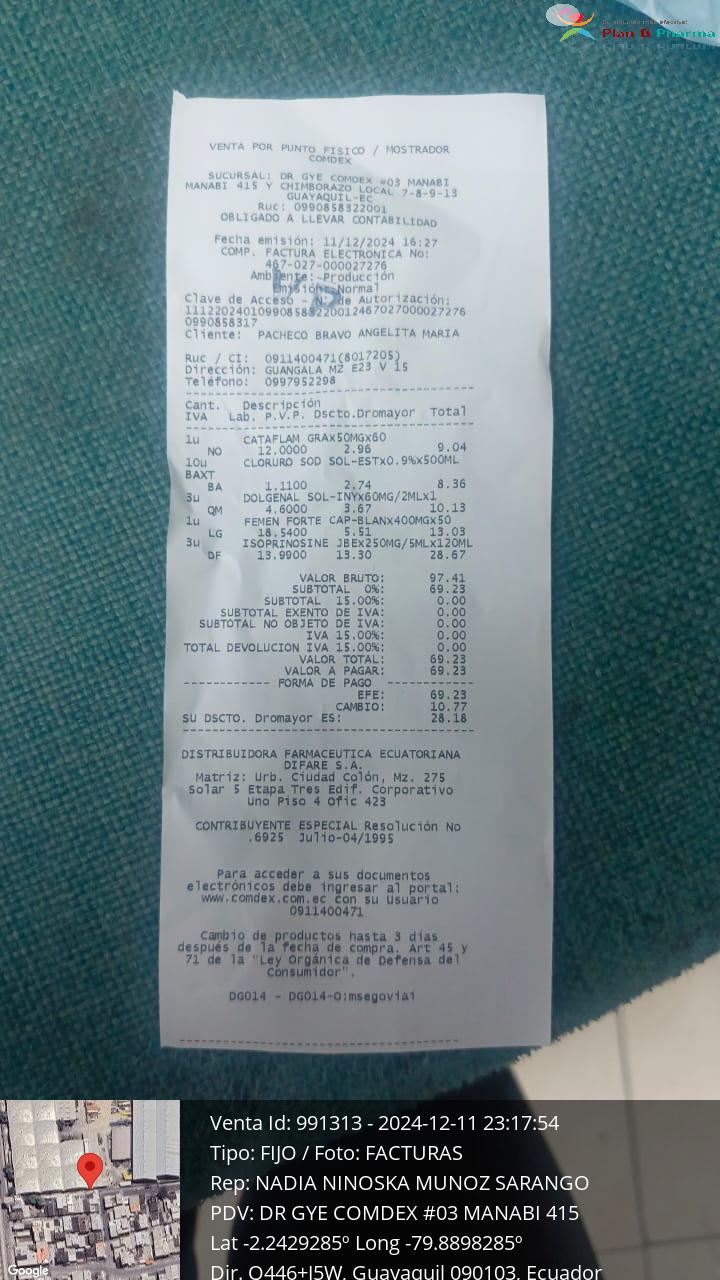 Plan B Pharma
VENTA POR PUNTO FISICO / MOSTRADOR
COMDEX
SUCURSAL: DR GYE COMDEX #03 MANABI
MANABI 415 Y CHIMBORAZO LOCAL 7-8-9-13
GUAYAQUIL-EC
Ruc: 0990858322001
OBLIGADO A LLEVAR CONTABILIDAD
Fecha emisión: 11/12/2024 16:27
COMP. FACTURA ELECTRONICA No:
467-027-000027276
Ambiente: Producción
Emisión: Normal
Clave de Acceso - N. de Autorización:
111220240109908583220012467027000027276
0990858317
Cliente: PACHECO BRAVO ANGELITA MARIA
Ruc / CI: 0911400471(8017205)
Dirección: GUANGALA MZ E23 V 15
Teléfono: 0997952298
Cant. Descripción
IVA Lab. P.V.P. Dscto.Dromayor Total
1u CATAFLAM GRAx50MGx60
NO 12.0000 2.96 9.04
10u CLORURO SOD SOL-ESTx0.9%x500ML
BAXT
BA 1.1100 2.74 8.36
3u DOLGENAL SOL-INYx60MG/2MLx1
QM 4.6000 3.67 10.13
1u FEMEN FORTE CAP-BLANx400MGx50
LG 18.5400 5.51 13.03
3u ISOPRINOSINE JBEx250MG/5MLx120ML
DF 13.9900 13.30 28.67
VALOR BRUTO: 97.41
SUBTOTAL 0%: 69.23
SUBTOTAL 15.00%: 0.00
SUBTOTAL EXENTO DE IVA: 0.00
SUBTOTAL NO OBJETO DE IVA: 0.00
IVA 15.00%: 0.00
TOTAL DEVOLUCION IVA 15.00%: 0.00
VALOR TOTAL: 69.23
VALOR A PAGAR: 69.23
------------ FORMA DE PAGO ------------
EFE: 69.23
CAMBIO: 10.77
SU DSCTO. Dromayor ES: 28.18
DISTRIBUIDORA FARMACEUTICA ECUATORIANA
DIFARE S.A.
Matriz: Urb. Ciudad Colón, Mz. 275
Solar 5 Etapa Tres Edif. Corporativo
Uno Piso 4 Ofic 423
CONTRIBUYENTE ESPECIAL Resolución No
.6925 Julio-04/1995
Para acceder a sus documentos
electrónicos debe ingresar al portal:
www.comdex.com.ec con su Usuario
0911400471
Cambio de productos hasta 3 días
después de la fecha de compra. Art 45 y
71 de la "Ley Orgánica de Defensa del
Consumidor".
DG014 - DG014-O:msegovia1
Venta Id: 991313 - 2024-12-11 23:17:54
Tipo: FIJO / Foto: FACTURAS
Rep: NADIA NINOSKA MUNOZ SARANGO
PDV: DR GYE COMDEX #03 MANABI 415
Lat -2.2429285º Long -79.8898285º
Dir. Q446+J5W, Guayaquil 090103, Ecuador
Google